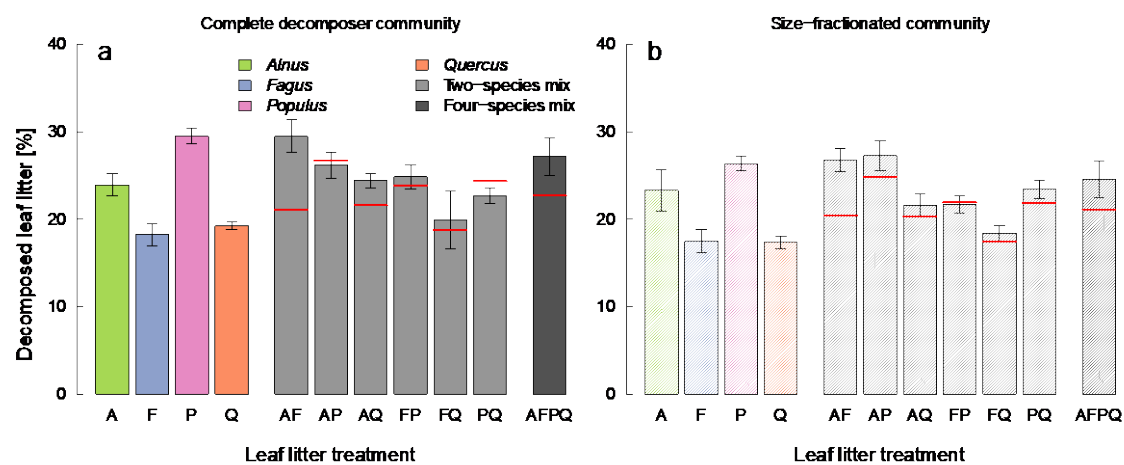 Complete decomposer community
Size-fractionated community
a
b
Decomposed leaf litter [%]
40
30
20
10
0
Alnus
Fagus
Populus
Quercus
Two-species mix
Four-species mix
A F P Q AF AP AQ FP FQ PQ AFPQ
Leaf litter treatment
40
30
20
10
0
A F P Q AF AP AQ FP FQ PQ AFPQ
Leaf litter treatment